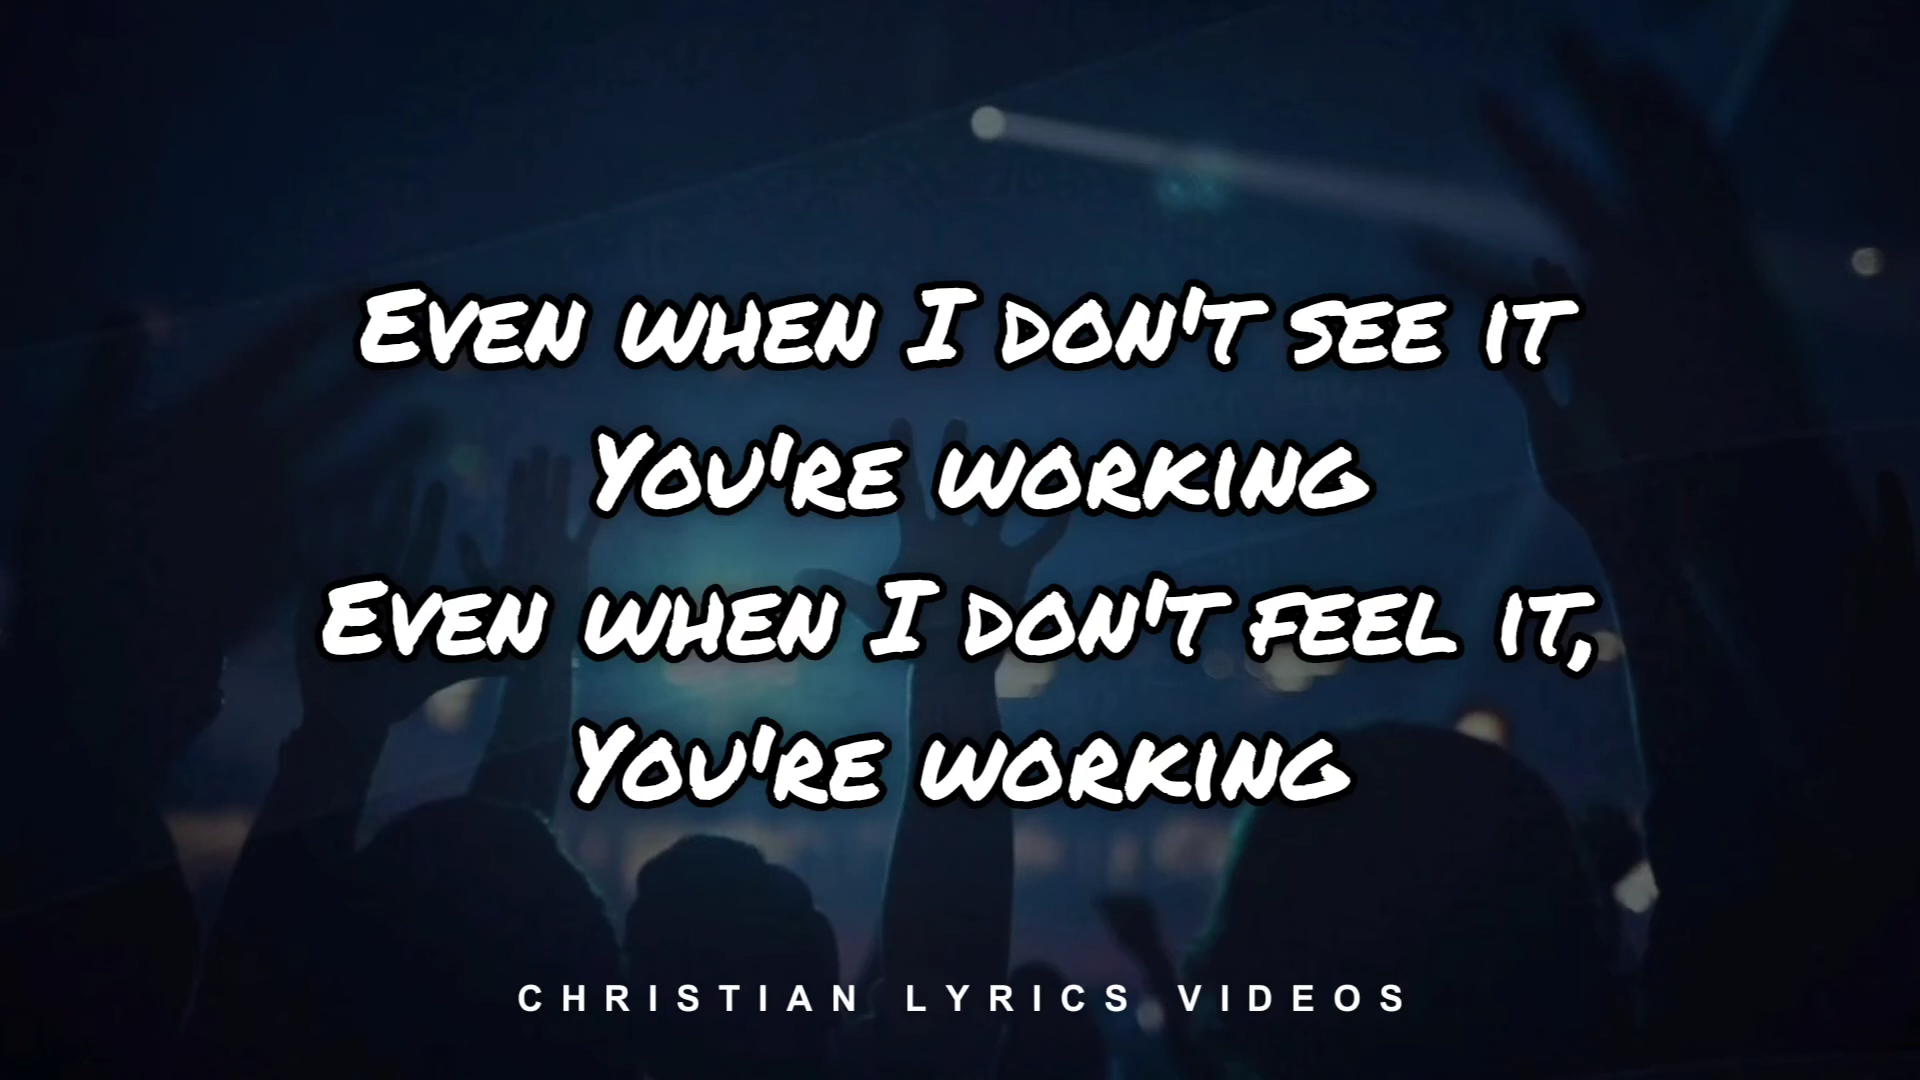 Even when I don't see it
You're working
Even when I don't feel it,
You're working
CHRISTIAN LYRICS VIDEOS